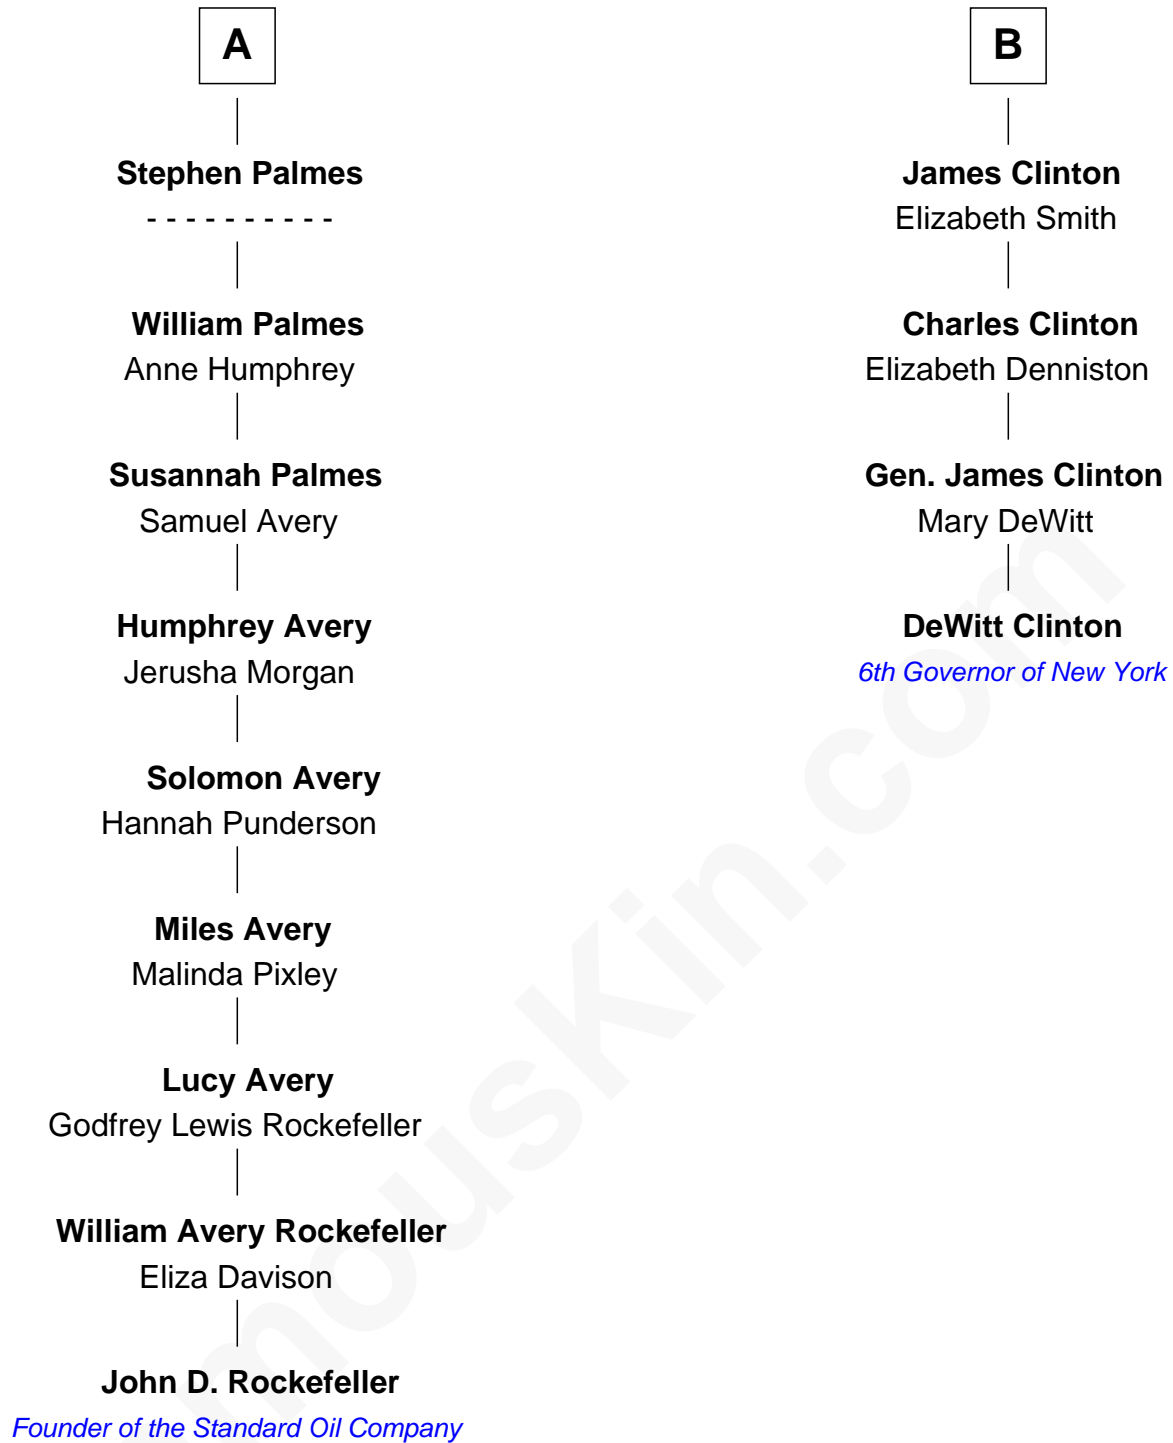 A
Stephen Palmes
- - - - - - - - - -
William Palmes
Anne Humphrey
Susannah Palmes
Samuel Avery
Humphrey Avery
Jerusha Morgan
Solomon Avery
Hannah Punderson
Miles Avery
Malinda Pixley
Lucy Avery
Godfrey Lewis Rockefeller
William Avery Rockefeller
Eliza Davison
John D. Rockefeller
Founder of the Standard Oil Company
B
James Clinton
Elizabeth Smith
Charles Clinton
Elizabeth Denniston
Gen. James Clinton
Mary DeWitt
DeWitt Clinton
6th Governor of New York
mousKin.com